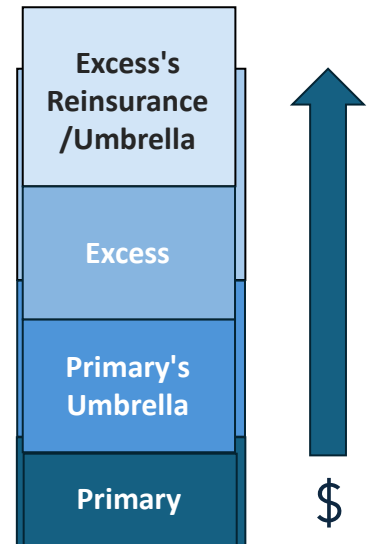 Excess's
Reinsurance
/Umbrella
Excess
Primary's
Umbrella
Primary
$